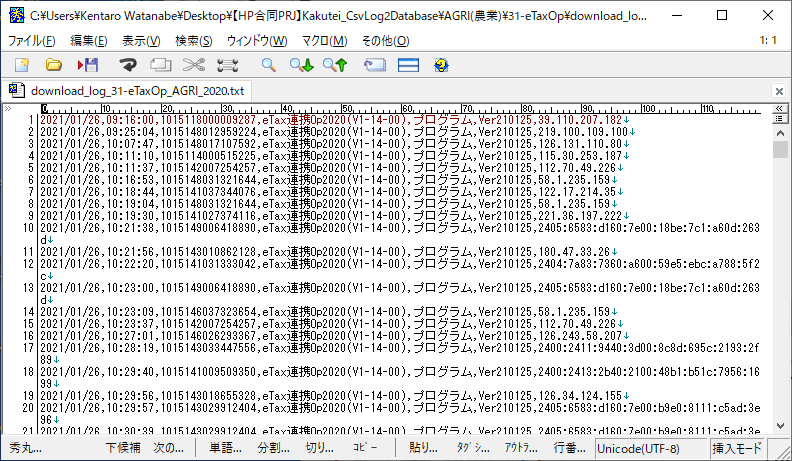 C:¥Users¥Kentaro Watanabe¥Desktop¥【HP合同PRJ】Kakutei_CsvLog2Database¥AGRI(農業)¥31-eTaxOp¥download_lo...
ファイル(F) 編集(E) 表示(V) 検索(S) ウィンドウ(W) マクロ(M) その他(O) 1: 1
download_log_31-eTaxOp_AGRI_2020.txt
0 10 20 30 40 50 60 70 80 90 100 110
1 2021/01/26,09:16:00,1015118000009287,eTax連携Op2020(V1-14-00),プログラム,Ver210125,39.110.207.182↓
2 2021/01/26,09:25:04,1015148012959224,eTax連携Op2020(V1-14-00),プログラム,Ver210125,219.100.109.100↓
3 2021/01/26,10:07:47,1015148017107592,eTax連携Op2020(V1-14-00),プログラム,Ver210125,126.131.110.80↓
4 2021/01/26,10:11:10,1015114000515225,eTax連携Op2020(V1-14-00),プログラム,Ver210125,115.30.253.187↓
5 2021/01/26,10:11:37,1015142007254257,eTax連携Op2020(V1-14-00),プログラム,Ver210125,112.70.49.226↓
6 2021/01/26,10:16:53,1015148031321644,eTax連携Op2020(V1-14-00),プログラム,Ver210125,58.1.235.159↓
7 2021/01/26,10:18:44,1015141037344076,eTax連携Op2020(V1-14-00),プログラム,Ver210125,122.17.214.35↓
8 2021/01/26,10:19:04,1015148031321644,eTax連携Op2020(V1-14-00),プログラム,Ver210125,58.1.235.159↓
9 2021/01/26,10:19:30,1015141027374116,eTax連携Op2020(V1-14-00),プログラム,Ver210125,221.36.197.222↓
10 2021/01/26,10:21:38,1015149006418890,eTax連携Op2020(V1-14-00),プログラム,Ver210125,2405:6583:d160:7e00:18be:7c1:a60d:263
d↓
11 2021/01/26,10:21:56,1015143010862128,eTax連携Op2020(V1-14-00),プログラム,Ver210125,180.47.33.26↓
12 2021/01/26,10:22:20,1015141031333042,eTax連携Op2020(V1-14-00),プログラム,Ver210125,2404:7a83:7360:a600:59e5:ebc:a788:5f2
c↓
13 2021/01/26,10:23:00,1015149006418890,eTax連携Op2020(V1-14-00),プログラム,Ver210125,2405:6583:d160:7e00:18be:7c1:a60d:263
d↓
14 2021/01/26,10:23:09,1015146037323654,eTax連携Op2020(V1-14-00),プログラム,Ver210125,58.1.235.159↓
15 2021/01/26,10:23:37,1015142007254257,eTax連携Op2020(V1-14-00),プログラム,Ver210125,112.70.49.226↓
16 2021/01/26,10:27:01,1015146026293367,eTax連携Op2020(V1-14-00),プログラム,Ver210125,126.243.58.207↓
17 2021/01/26,10:28:19,1015143033447556,eTax連携Op2020(V1-14-00),プログラム,Ver210125,2400:2411:9440:3d00:8c8d:695c:2193:2f
89↓
18 2021/01/26,10:29:40,1015141009509350,eTax連携Op2020(V1-14-00),プログラム,Ver210125,2400:2413:2b40:2100:48b1:b51c:7956:16
99↓
19 2021/01/26,10:29:56,1015143018655328,eTax連携Op2020(V1-14-00),プログラム,Ver210125,126.34.124.155↓
20 2021/01/26,10:29:57,1015143029912404,eTax連携Op2020(V1-14-00),プログラム,Ver210125,2405:6583:d160:7e00:b9e0:8111:c5ad:3e
96↓
21 2021/01/26,10:30:39,1015143029912404,eTax連携Op2020(V1-14-00),プログラム,Ver210125,2405:6583:d160:7e00:b9e0:8111:c5ad:3e
秀丸... 下候補 次の... 単語... 分割... 切り... ｺﾋﾟｰ 貼り... ﾀｸﾞｼ... ｱｳﾄﾗ... 行番... Unicode(UTF-8) 挿入モード